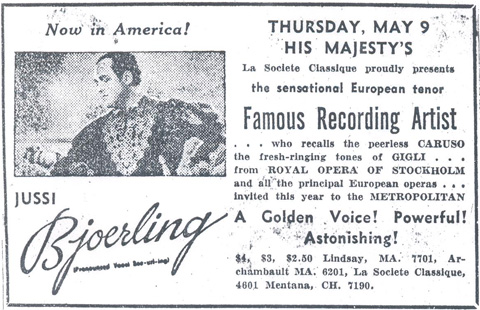 Now in America!
JUSSI
Bjoerling
THURSDAY, MAY 9
HIS MAJESTY'S
La Societe Classique proudly presents
the sensational European tenor
Famous Recording Artist
. . . who recalls the peerless CARUSO
the fresh-ringing tones of GIGLI . . .
from ROYAL OPERA OF STOCKHOLM
and all the principal European operas . . .
invited this year to the METROPOLITAN
A Golden Voice! Powerful!
Astonishing!
$4, $3, $2.50 Lindsay, MA. 7701, Ar-
chambault MA. 6201, La Societe Classique,
4601 Mentana, CH. 7190.